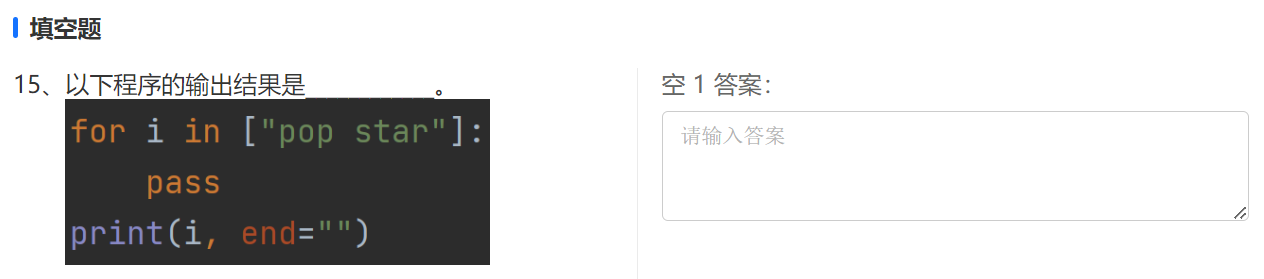 填空题
15、以下程序的输出结果是__________。
for i in ["pop star"]:
    pass
print(i, end="")
空 1 答案：
请输入答案